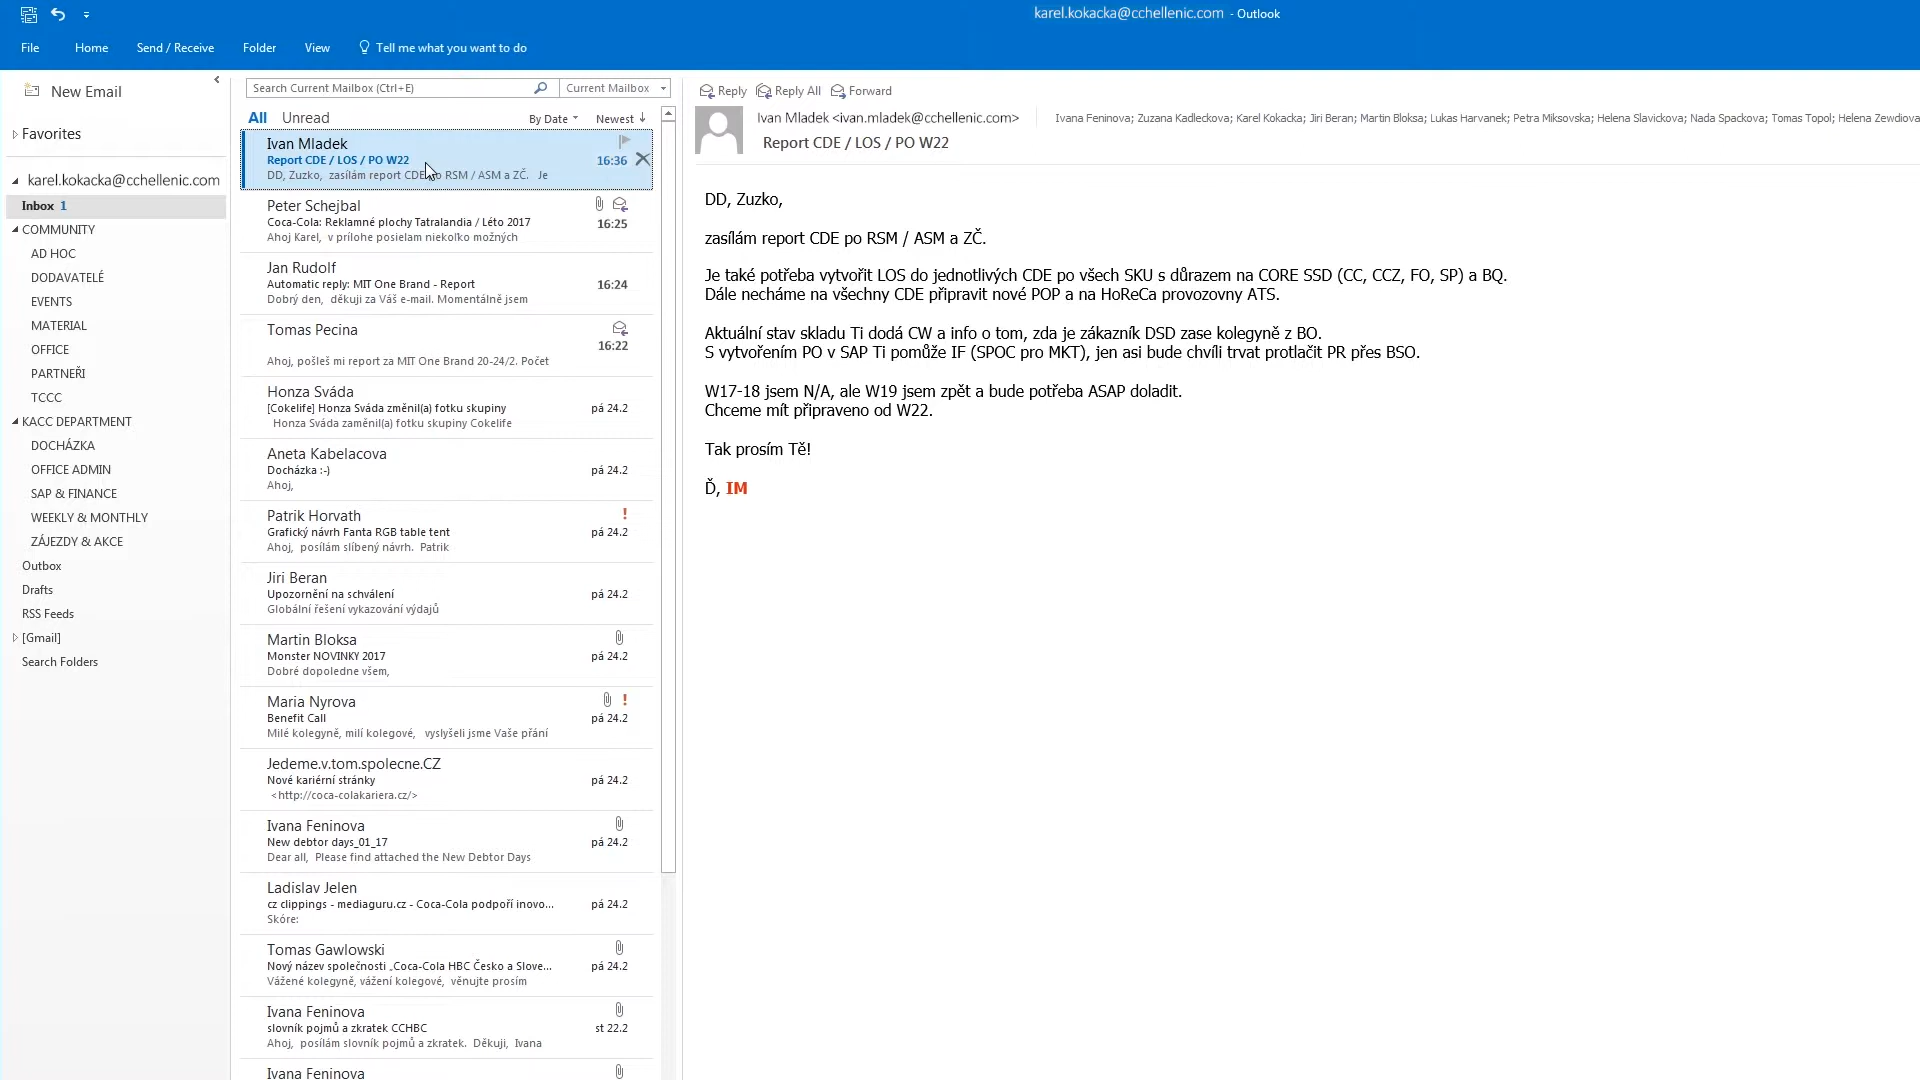 karel.kokacka@cchellenic.com - Outlook
File Home Send / Receive Folder View Tell me what you want to do
New Email
Favorites
karel.kokacka@cchellenic.com
Inbox 1
COMMUNITY
AD HOC
DODAVATELÉ
EVENTS
MATERIAL
OFFICE
PARTNEŘI
TCCC
KACC DEPARTMENT
DOCHÁZKA
OFFICE ADMIN
SAP & FINANCE
WEEKLY & MONTHLY
ZÁJEZDY & AKCE
Outbox
Drafts
RSS Feeds
[Gmail]
Search Folders
Search Current Mailbox (Ctrl+E) Current Mailbox
All Unread By Date Newest ↓
Ivan Mladek
Report CDE / LOS / PO W22 16:36
DD, Zuzko, zasílám report CDE po RSM / ASM a ZČ. Je
Peter Schejbal
Coca-Cola: Reklamné plochy Tatralandia / Léto 2017 16:25
Ahoj Karel, v prílohe posielam niekoľko možných
Jan Rudolf
Automatic reply: MIT One Brand - Report 16:24
Dobrý den, děkuji za Váš e-mail. Momentálně jsem
Tomas Pecina
16:22
Ahoj, pošleš mi report za MIT One Brand 20-24/2. Počet
Honza Sváda
[Cokelife] Honza Sváda změnil(a) fotku skupiny pá 24.2
Honza Sváda zaměnil(a) fotku skupiny Cokelife
Aneta Kabelacova
Docházka :-) pá 24.2
Ahoj,
Patrik Horvath !
Grafický návrh Fanta RGB table tent pá 24.2
Ahoj, posílám slíbený návrh. Patrik
Jiri Beran
Upozornění na schválení pá 24.2
Globální řešení vykazování výdajů
Martin Bloksa
Monster NOVINKY 2017 pá 24.2
Dobré dopoledne všem,
Maria Nyrova !
Benefit Call pá 24.2
Milé kolegyně, milí kolegové, vyslyšeli jsme Vaše přání
Jedeme.v.tom.spolecne.CZ
Nové kariérní stránky pá 24.2
<http://coca-colakariera.cz/>
Ivana Feninova
New debtor days_01_17 pá 24.2
Dear all, Please find attached the New Debtor Days
Ladislav Jelen
cz clippings - mediaguru.cz - Coca-Cola podpoří inovo... pá 24.2
Skóre:
Tomas Gawlowski
Nový název společnosti „Coca-Cola HBC Česko a Slove... pá 24.2
Vážené kolegyně, vážení kolegové, věnujte prosím
Ivana Feninova
slovník pojmů a zkratek CCHBC st 22.2
Ahoj, posílám slovník pojmů a zkratek. Děkuji, Ivana
Ivana Feninova
Reply Reply All Forward
Ivan Mladek <ivan.mladek@cchellenic.com> Ivana Feninova; Zuzana Kadleckova; Karel Kokacka; Jiri Beran; Martin Bloksa; Lukas Harvanek; Petra Miksovska; Helena Slavickova; Nada Spackova; Tomas Topol; Helena Zewdiova
Report CDE / LOS / PO W22
DD, Zuzko,
zasílám report CDE po RSM / ASM a ZČ.
Je také potřeba vytvořit LOS do jednotlivých CDE po všech SKU s důrazem na CORE SSD (CC, CCZ, FO, SP) a BQ.
Dále necháme na všechny CDE připravit nové POP a na HoReCa provozovny ATS.
Aktuální stav skladu Ti dodá CW a info o tom, zda je zákazník DSD zase kolegyně z BO.
S vytvořením PO v SAP Ti pomůže IF (SPOC pro MKT), jen asi bude chvíli trvat protlačit PR přes BSO.
W17-18 jsem N/A, ale W19 jsem zpět a bude potřeba ASAP doladit.
Chceme mít připraveno od W22.
Tak prosím Tě!
Ď, IM